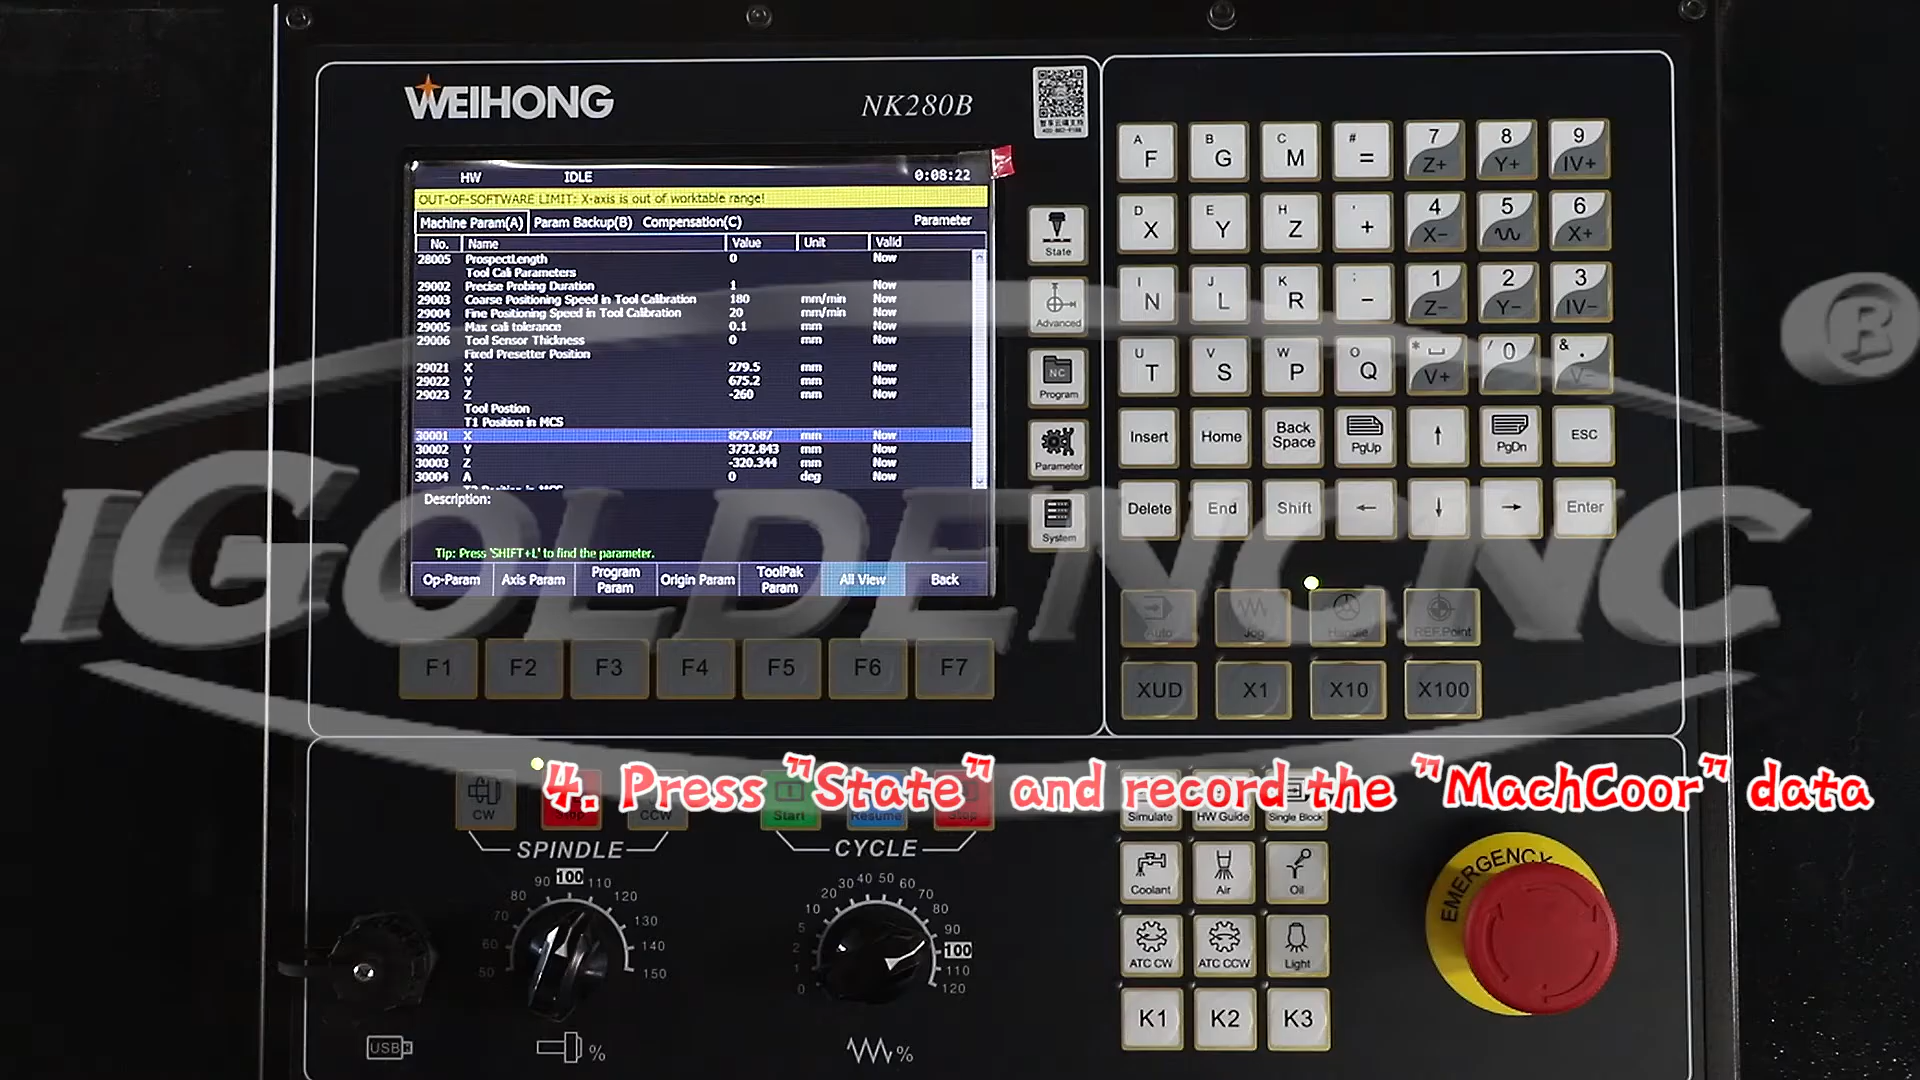 WEIHONG
NK280B
HW IDLE 0:08:22
OUT-OF-SOFTWARE LIMIT: X-axis is out of worktable range!
Machine Param(A) Param Backup(B) Compensation(C) Parameter
No. Name Value Unit Valid
28005 ProspectLength 0 Now
Tool Cali Parameters
29002 Precise Probing Duration 1 Now
29003 Coarse Positioning Speed in Tool Calibration 180 mm/min Now
29004 Fine Positioning Speed in Tool Calibration 20 mm/min Now
29005 Max cali tolerance 0.1 mm Now
29006 Tool Sensor Thickness 0 mm Now
Fixed Presetter Position
29021 X 279.5 mm Now
29022 Y 675.2 mm Now
29023 Z -260 mm Now
Tool Postion
T1 Position in MCS
30001 X 829.687 mm Now
30002 Y 3732.843 mm Now
30003 Z -320.344 mm Now
30004 A 0 deg Now
Description:
Tip: Press 'SHIFT+L' to find the parameter.
Op-Param Axis Param Program Param Origin Param ToolPak Param All View Back
F1 F2 F3 F4 F5 F6 F7
State
Advanced
NC
Program
Parameter
System
A F B G C M # = 7 Z+ 8 Y+ 9 IV+
D X E Y H Z ' + 4 X- 5 6 X+
I N J L K R ; - 1 Z- 2 Y- 3 IV-
U T V S W P O Q * V+ / 0 & . V-
Insert Home Back Space PgUp ↑ PgDn ESC
Delete End Shift ← ↓ → Enter
Auto Jog Handle REF.Point
XUD X1 X10 X100
IGOLDENCNC
®
4. Press "State" and record the "MachCoor" data
CW Stop CCW
SPINDLE
Start Resume Stop
CYCLE
Simulate HW Guide Single Block
Coolant Air Oil
ATC CW ATC CCW Light
K1 K2 K3
50 60 70 80 90 100 110 120 130 140 150
0 1 2 5 10 20 30 40 50 60 70 80 90 100 110 120
USB
%
%
EMERGENCY